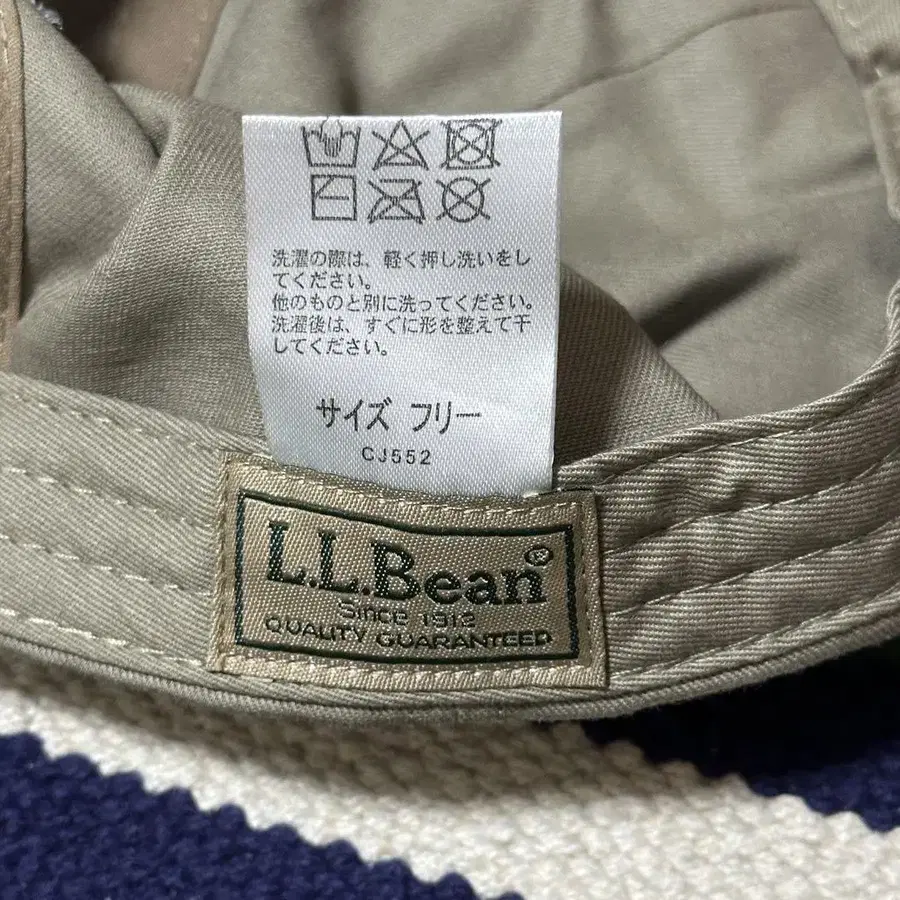 洗濯の際は、軽く押し洗いをし
てください。
他のものと別に洗ってください。
洗濯後は、すぐに形を整えて干
してください。
サイズ フリー
CJ552
L.L.Bean®
Since 1912
QUALITY GUARANTEED